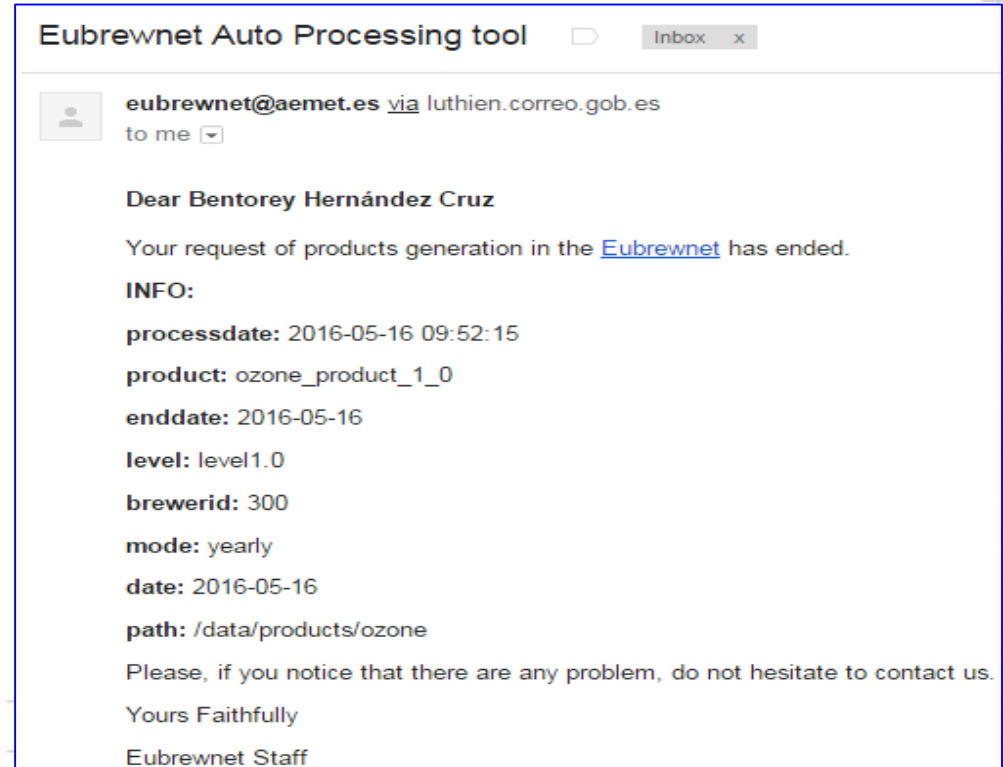 Eubrewnet Auto Processing tool Inbox x
eubrewnet@aemet.es via luthien.correo.gob.es
to me
Dear Bentorey Hernández Cruz
Your request of products generation in the Eubrewnet has ended.
INFO:
processdate: 2016-05-16 09:52:15
product: ozone_product_1_0
enddate: 2016-05-16
level: level1.0
brewerid: 300
mode: yearly
date: 2016-05-16
path: /data/products/ozone
Please, if you notice that there are any problem, do not hesitate to contact us.
Yours Faithfully
Eubrewnet Staff